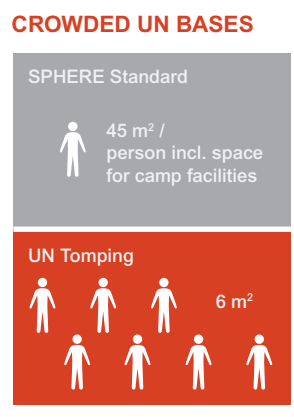 CROWDED UN BASES
SPHERE Standard
45 m² /
person incl. space
for camp facilities
UN Tomping
6 m²